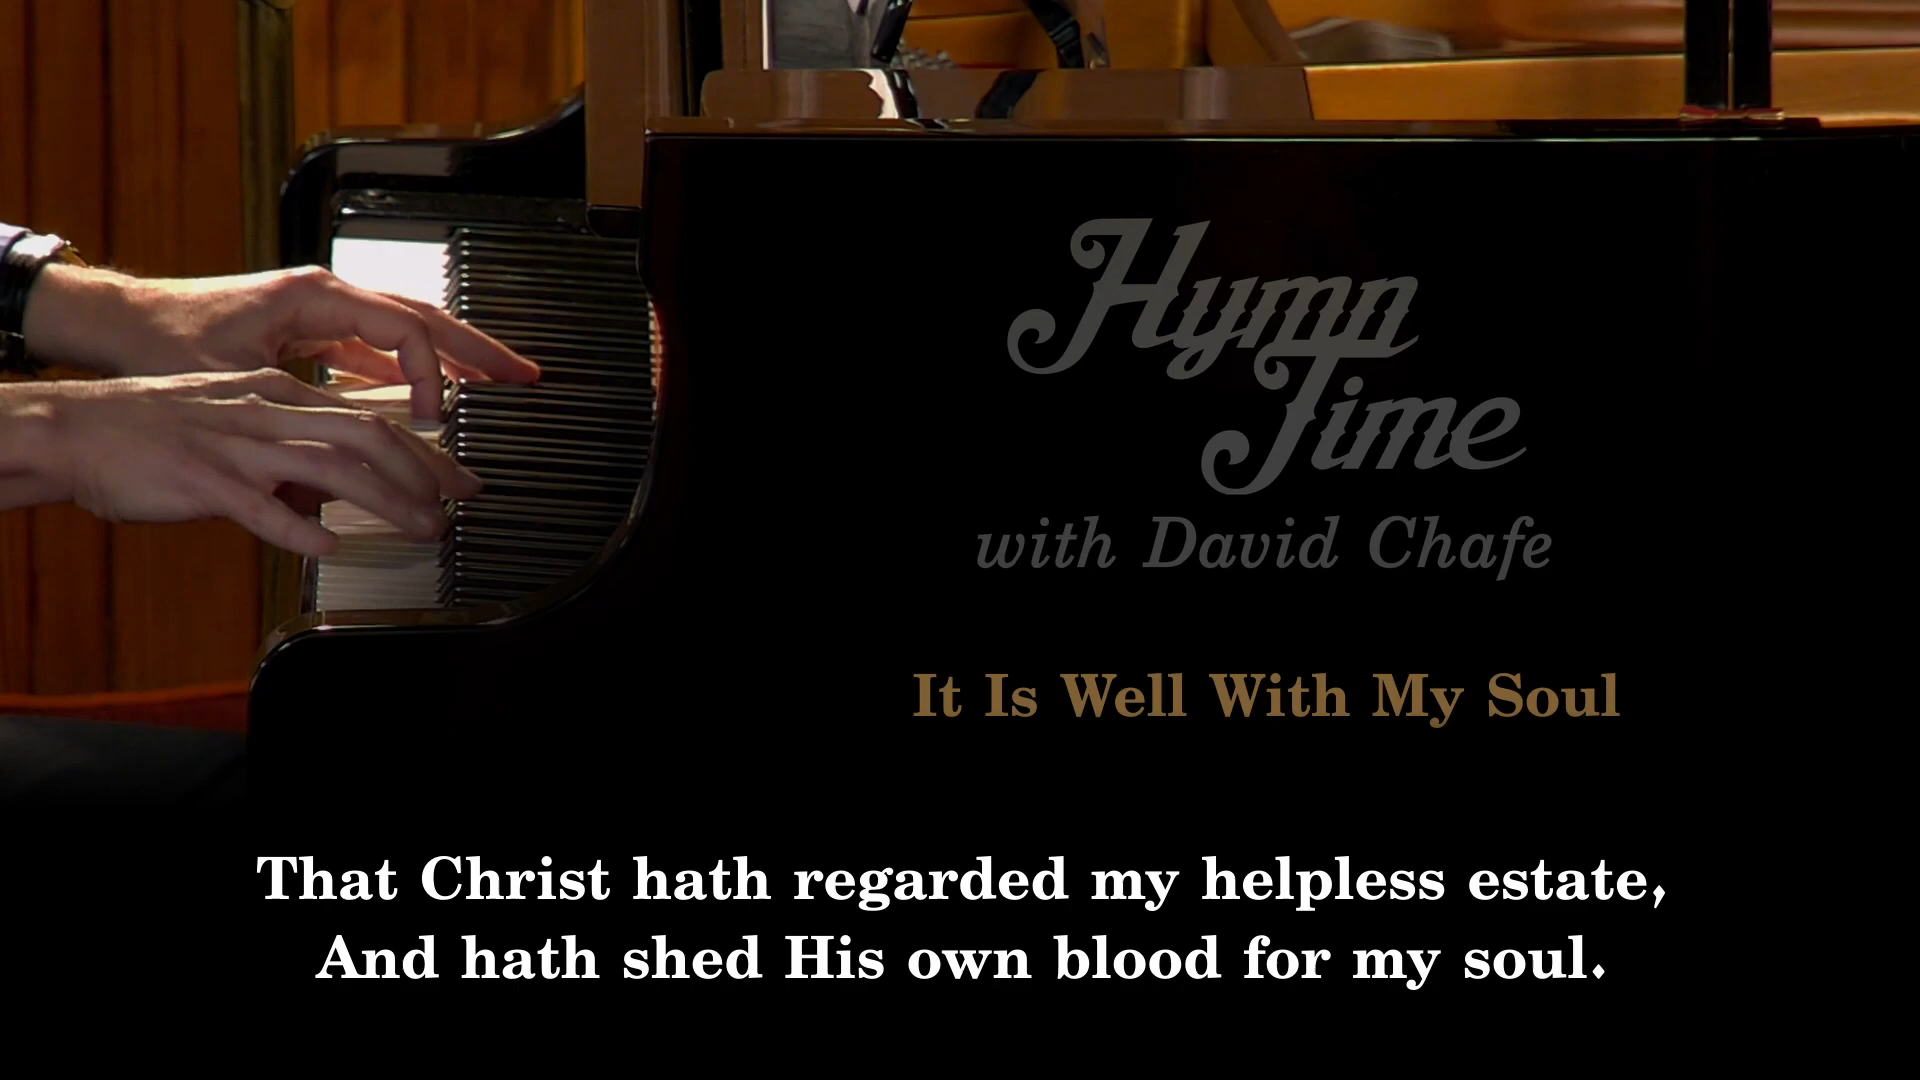 Hymn
Time
with David Chafe
It Is Well With My Soul
That Christ hath regarded my helpless estate,
And hath shed His own blood for my soul.